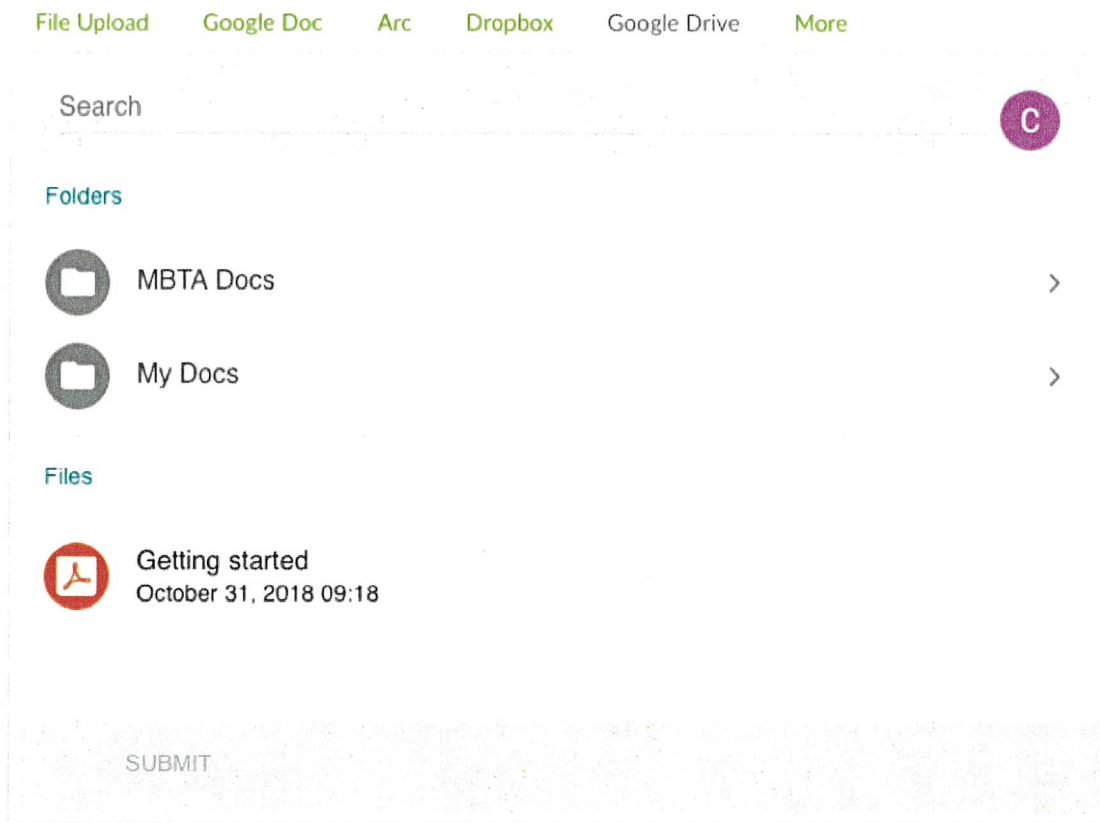 File Upload Google Doc Arc Dropbox Google Drive More
Search
C
Folders
MBTA Docs
My Docs
Files
Getting started
October 31, 2018 09:18
SUBMIT